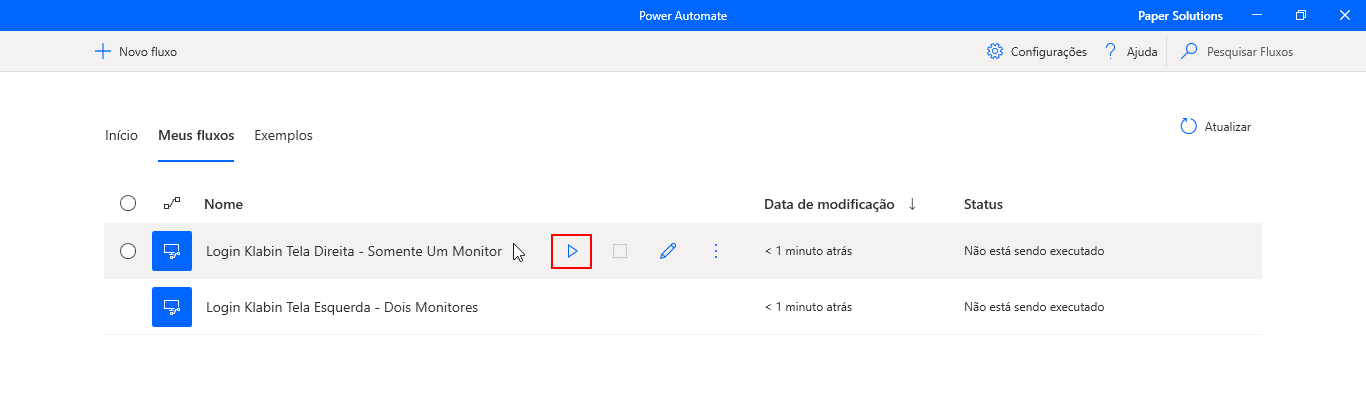 Power Automate
Paper Solutions
Novo fluxo
Configurações
? Ajuda
Pesquisar Fluxos
Início Meus fluxos Exemplos
Atualizar
Nome Data de modificação ↓ Status
Login Klabin Tela Direita - Somente Um Monitor < 1 minuto atrás Não está sendo executado
Login Klabin Tela Esquerda - Dois Monitores < 1 minuto atrás Não está sendo executado